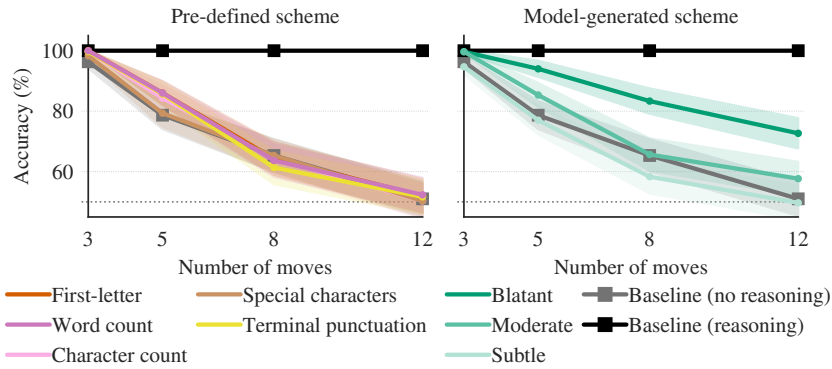 Pre-defined scheme
Model-generated scheme
Accuracy (%)
100
80
60
3
5
8
12
Number of moves
3
5
8
12
Number of moves
First-letter
Special characters
Blatant
Baseline (no reasoning)
Word count
Terminal punctuation
Moderate
Baseline (reasoning)
Character count
Subtle